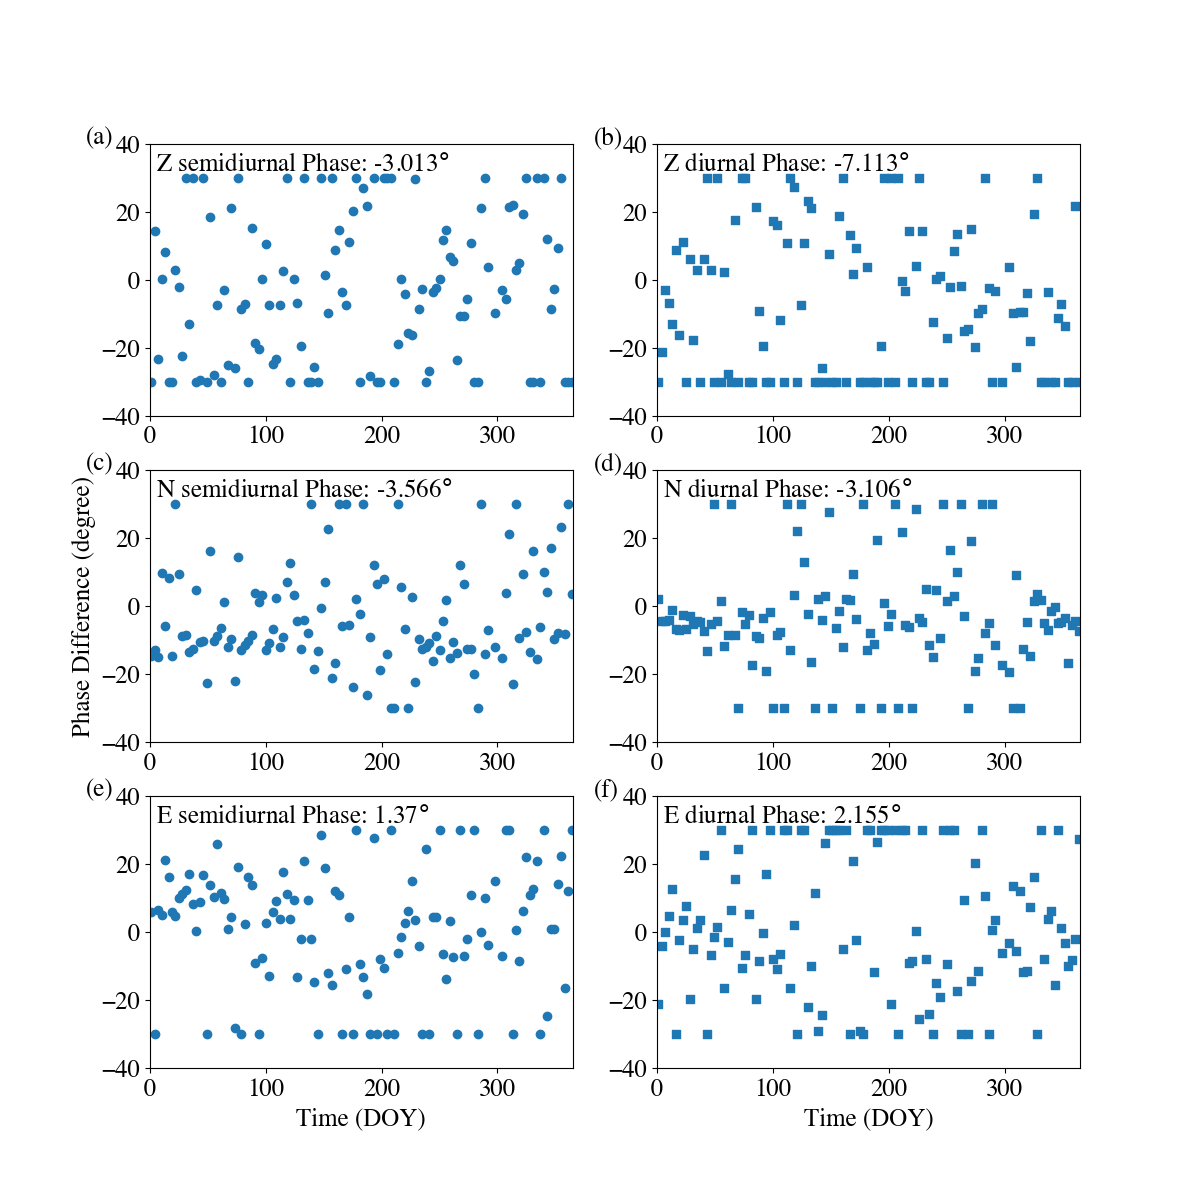 (a) Z semidiurnal Phase: -3.013°
40
20
0
−20
−40
0 100 200 300
(b) Z diurnal Phase: -7.113°
40
20
0
−20
−40
0 100 200 300
Phase Difference (degree)
(c) N semidiurnal Phase: -3.566°
40
20
0
−20
−40
0 100 200 300
(d) N diurnal Phase: -3.106°
40
20
0
−20
−40
0 100 200 300
(e) E semidiurnal Phase: 1.37°
40
20
0
−20
−40
0 100 200 300
Time (DOY)
(f) E diurnal Phase: 2.155°
40
20
0
−20
−40
0 100 200 300
Time (DOY)